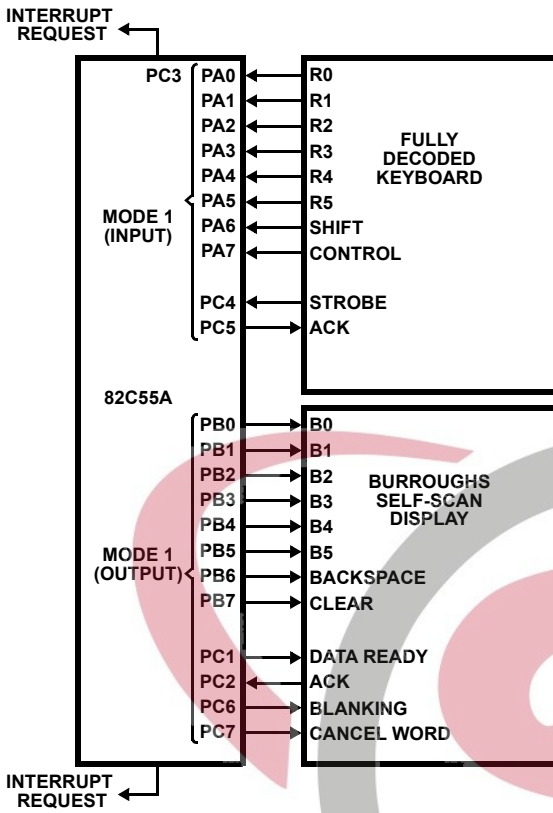 INTERRUPT
REQUEST
PC3 PA0 R0
PA1 R1
PA2 R2
PA3 R3
PA4 R4
PA5 R5
PA6 SHIFT
PA7 CONTROL
MODE 1
(INPUT)
FULLY
DECODED
KEYBOARD
PC4 STROBE
PC5 ACK
82C55A
PB0 B0
PB1 B1
PB2 B2
PB3 B3
PB4 B4
PB5 B5
PB6 BACKSPACE
PB7 CLEAR
MODE 1
(OUTPUT)
BURROUGHS
SELF-SCAN
DISPLAY
PC1 DATA READY
PC2 ACK
PC6 BLANKING
PC7 CANCEL WORD
INTERRUPT
REQUEST